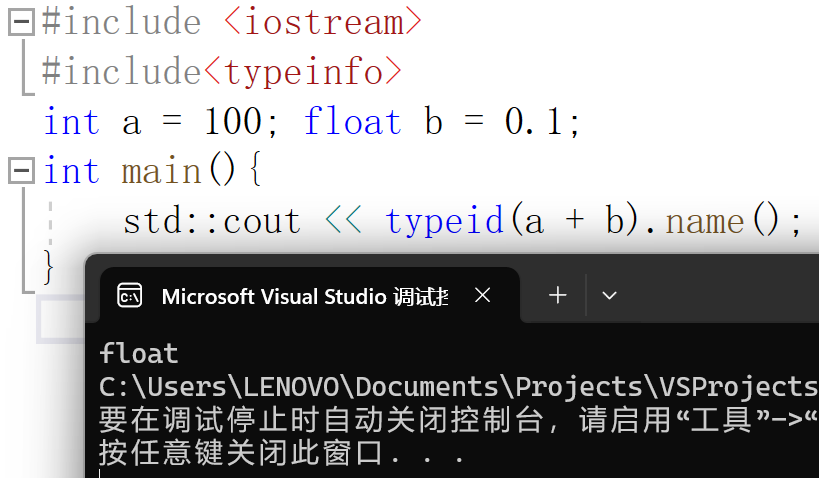 #include <iostream>
#include<typeinfo>
int a = 100; float b = 0.1;
int main(){
std::cout << typeid(a + b).name();
}
Microsoft Visual Studio 调试
float
C:\Users\LENOVO\Documents\Projects\VSProjects
要在调试停止时自动关闭控制台，请启用“工具”->“
按任意键关闭此窗口. . .